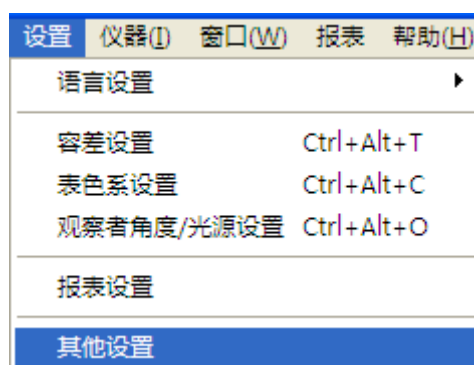 设置 仪器(I) 窗口(W) 报表 帮助(H)
语言设置
容差设置 Ctrl+Alt+T
表色系设置 Ctrl+Alt+C
观察者角度/光源设置 Ctrl+Alt+O
报表设置
其他设置